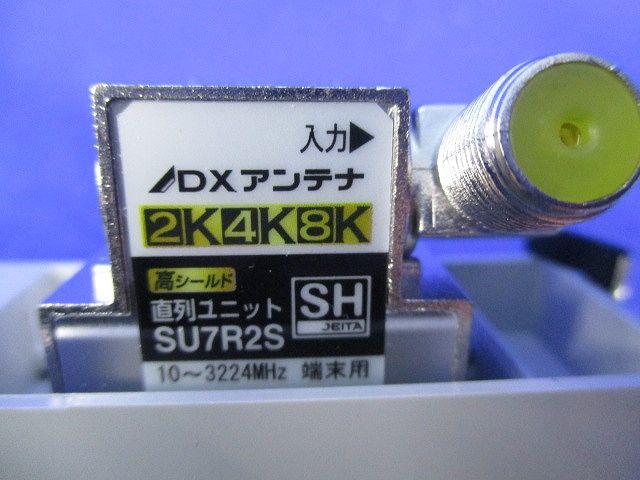 入力▶
DXアンテナ
2K4K8K
高シールド
直列ユニット
SU7R2S
SH
JEITA
10～3224MHz 端末用